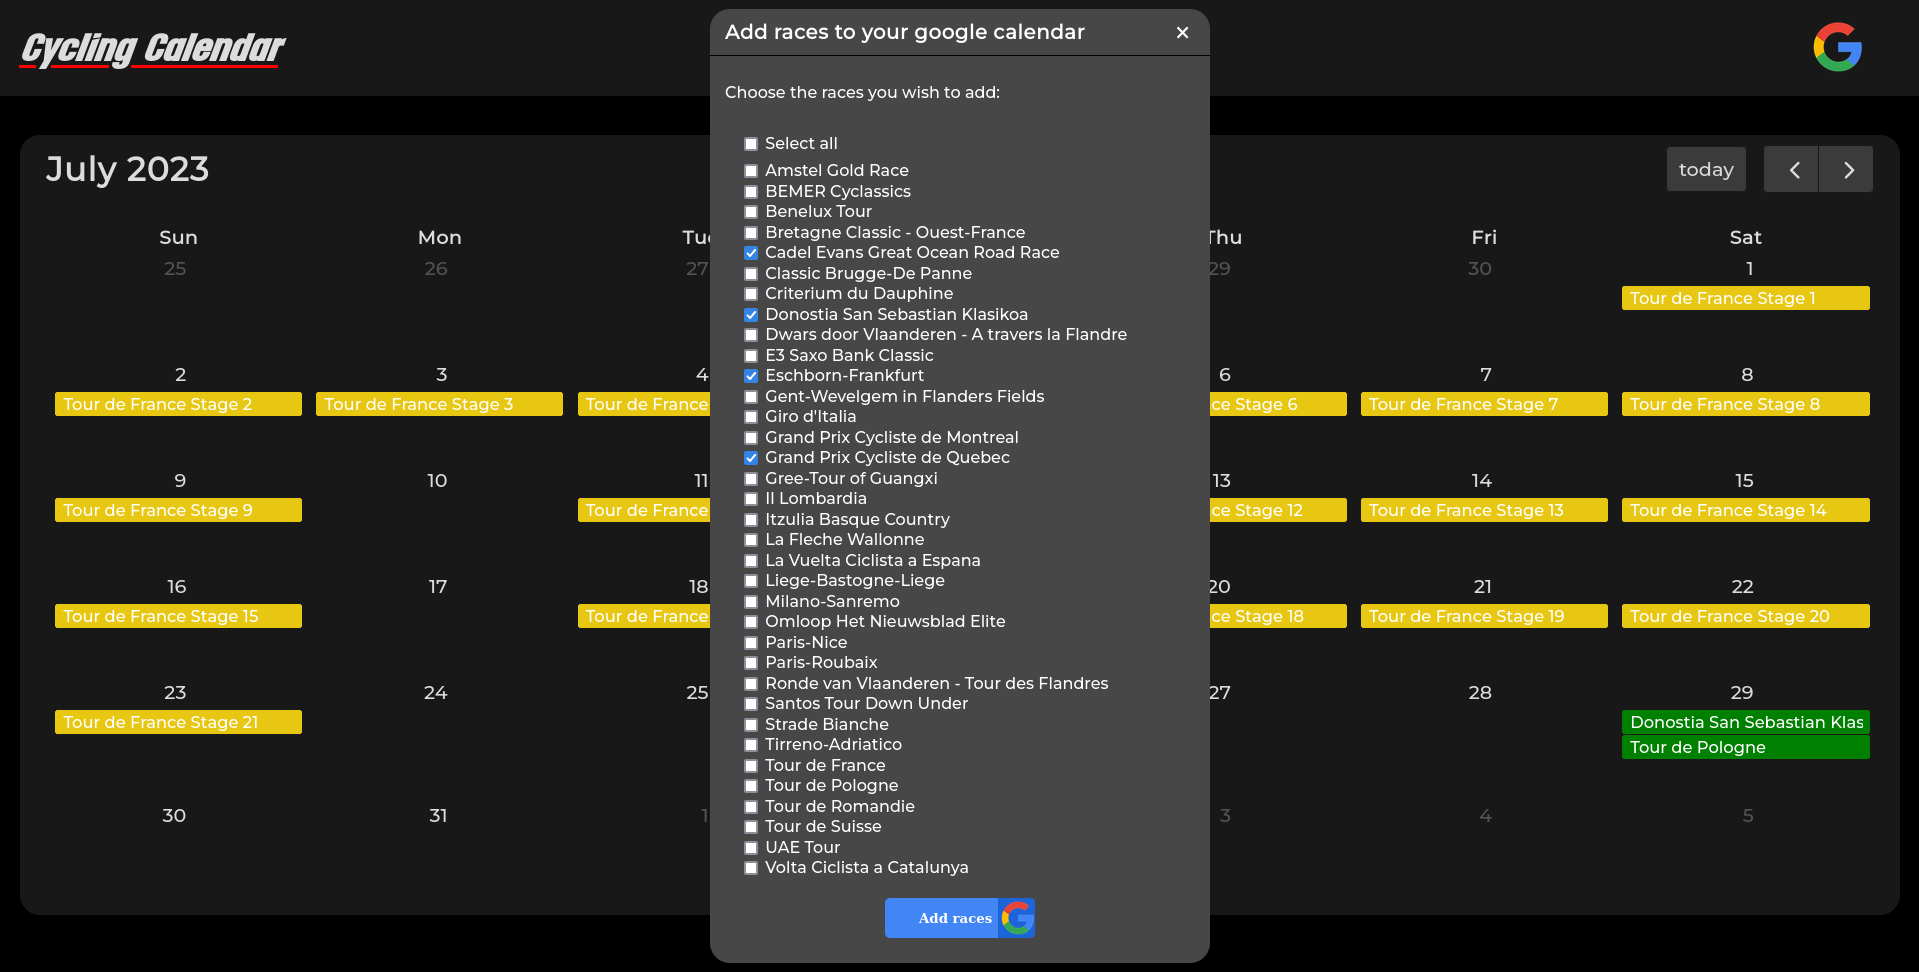 Cycling Calendar
Add races to your google calendar
Choose the races you wish to add:
Select all
Amstel Gold Race
BEMER Cyclassics
Benelux Tour
Bretagne Classic - Ouest-France
Cadel Evans Great Ocean Road Race
Classic Brugge-De Panne
Criterium du Dauphine
Donostia San Sebastian Klasikoa
Dwars door Vlaanderen - A travers la Flandre
E3 Saxo Bank Classic
Eschborn-Frankfurt
Gent-Wevelgem in Flanders Fields
Giro d'Italia
Grand Prix Cycliste de Montreal
Grand Prix Cycliste de Quebec
Gree-Tour of Guangxi
Il Lombardia
Itzulia Basque Country
La Fleche Wallonne
La Vuelta Ciclista a Espana
Liege-Bastogne-Liege
Milano-Sanremo
Omloop Het Nieuwsblad Elite
Paris-Nice
Paris-Roubaix
Ronde van Vlaanderen - Tour des Flandres
Santos Tour Down Under
Strade Bianche
Tirreno-Adriatico
Tour de France
Tour de Pologne
Tour de Romandie
Tour de Suisse
UAE Tour
Volta Ciclista a Catalunya
Add races
July 2023
today
Sun Mon Tu Thu Fri Sat
25 26 27 29 30 1
Tour de France Stage 1
2 3 4 6 7 8
Tour de France Stage 2 Tour de France Stage 3 Tour de France ce Stage 6 Tour de France Stage 7 Tour de France Stage 8
9 10 11 13 14 15
Tour de France Stage 9 Tour de France ce Stage 12 Tour de France Stage 13 Tour de France Stage 14
16 17 18 20 21 22
Tour de France Stage 15 Tour de France ce Stage 18 Tour de France Stage 19 Tour de France Stage 20
23 24 25 27 28 29
Tour de France Stage 21 Donostia San Sebastian Klas
Tour de Pologne
30 31 1 3 4 5